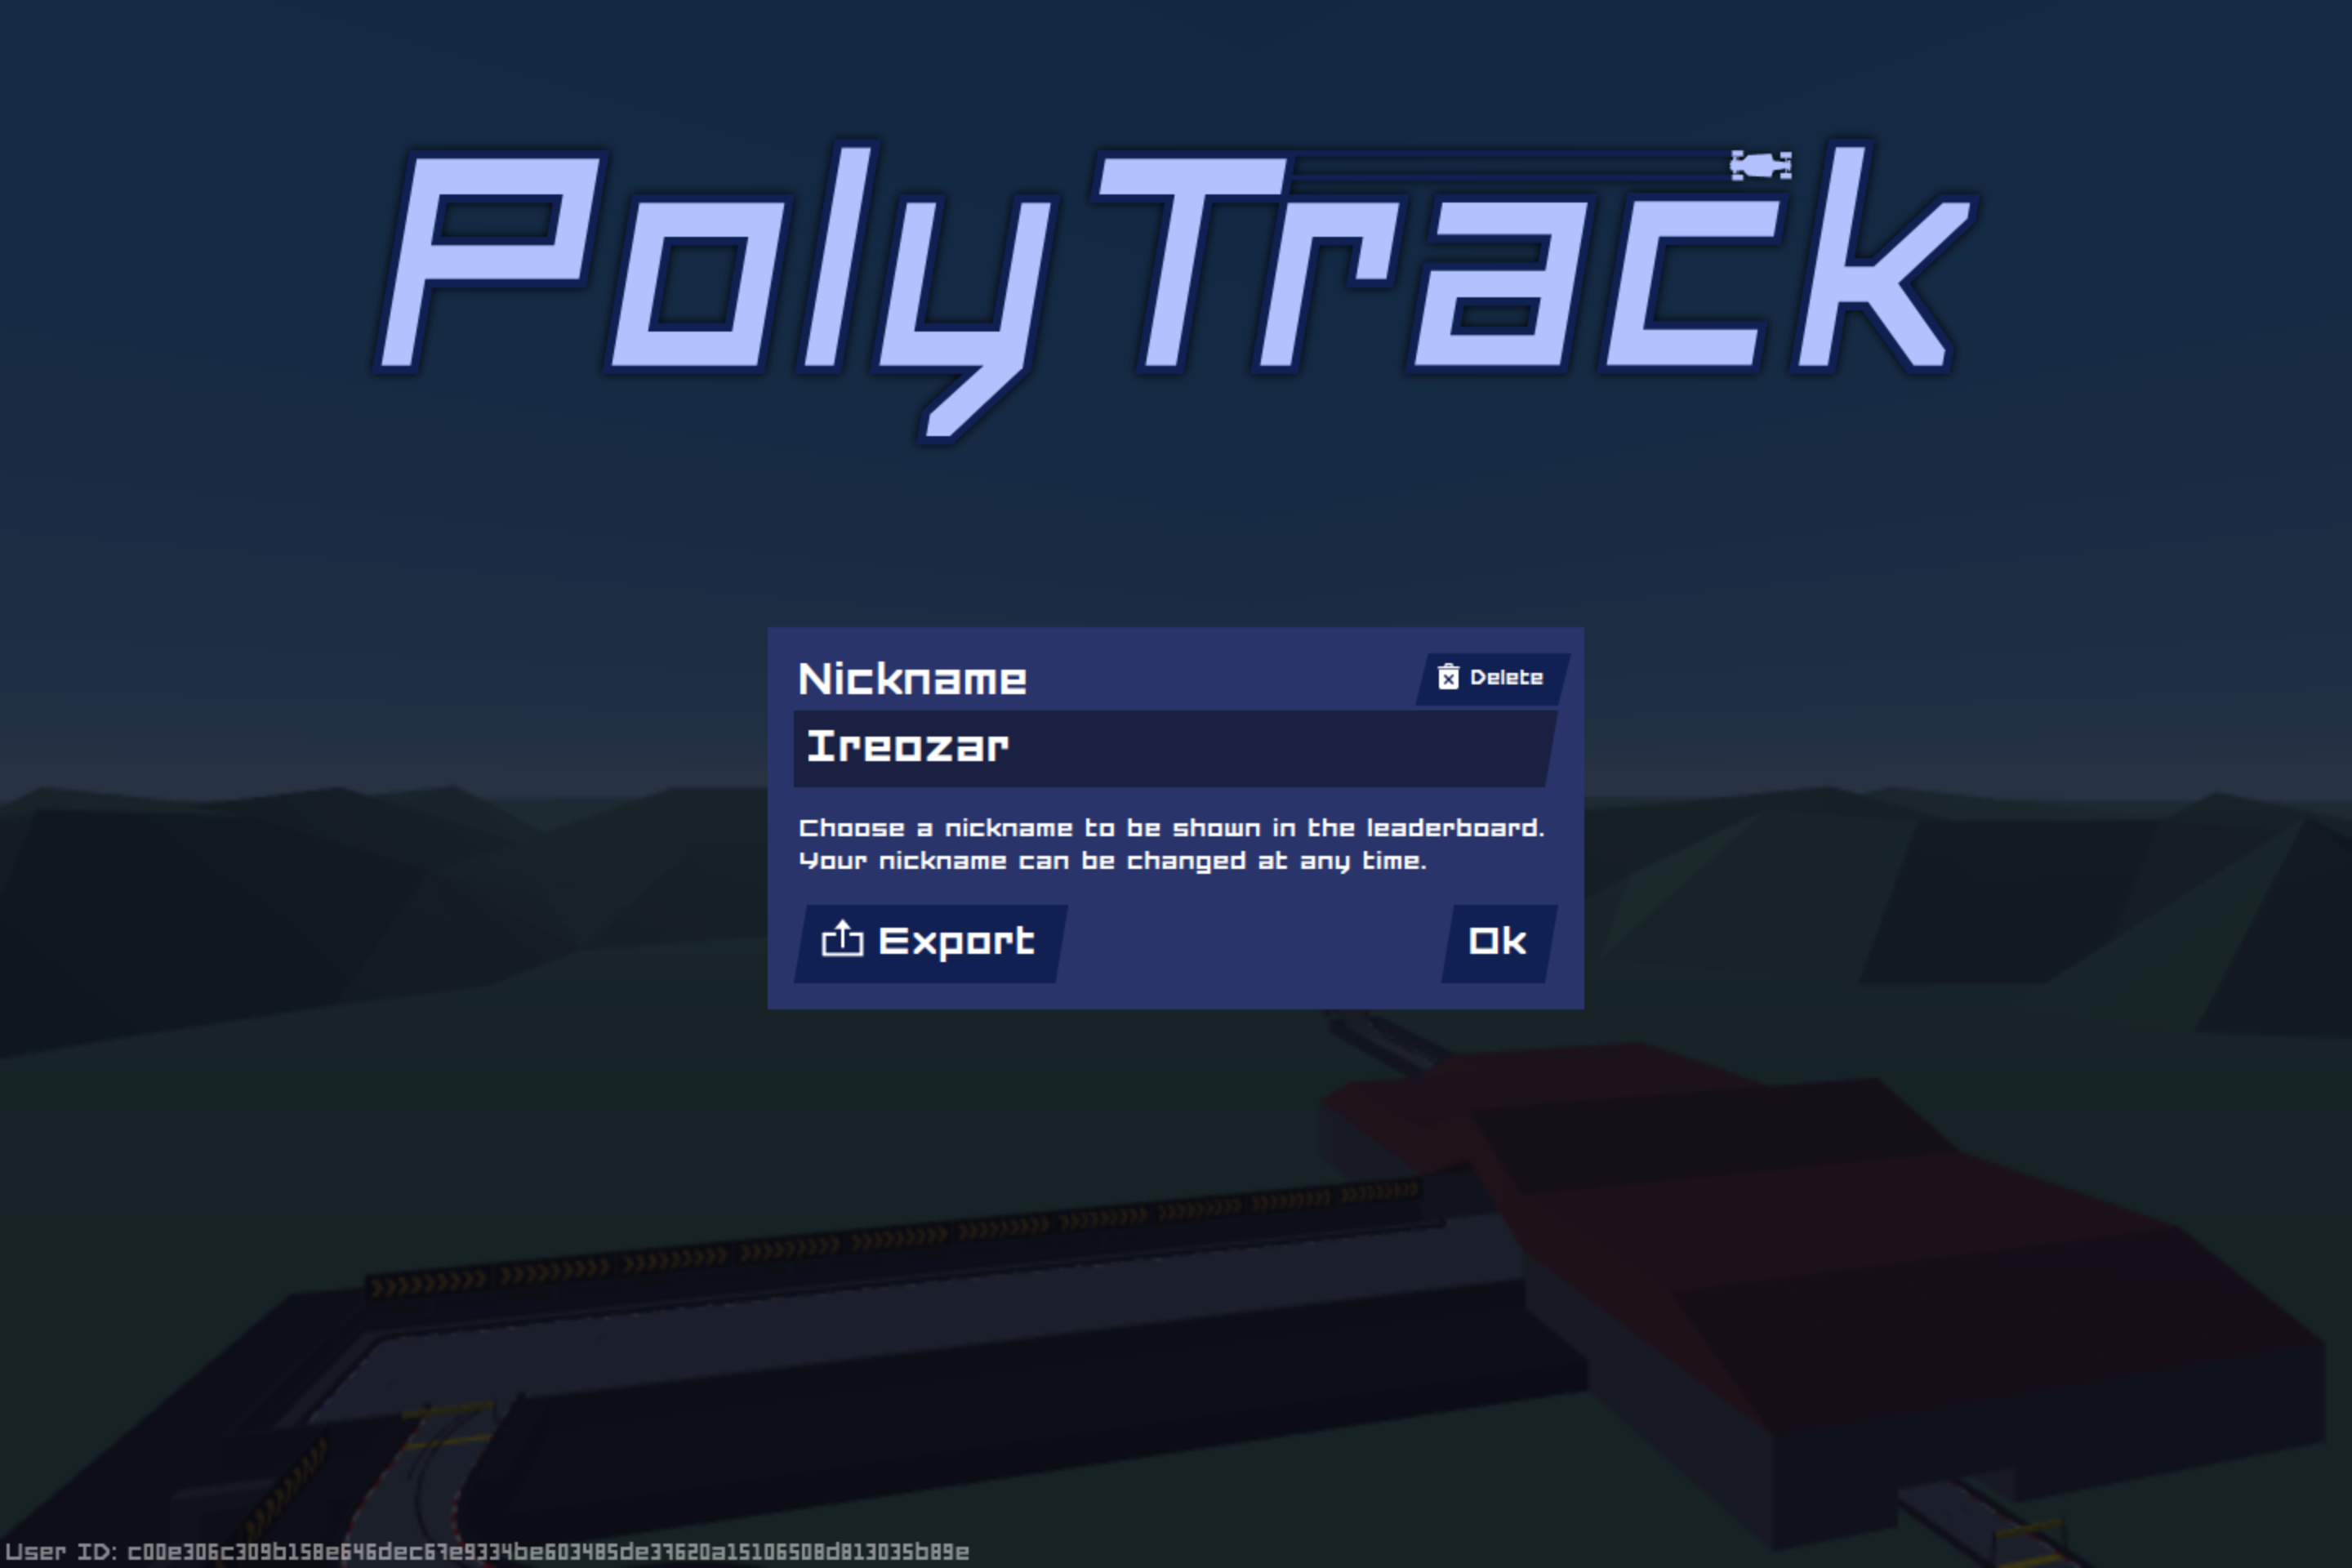 PolyTrack
Nickname
Delete
Ireozar
Choose a nickname to be shown in the leaderboard.
Your nickname can be changed at any time.
Export
Ok
User ID: c00e306c309b158e646dec67e9334be603485de37620a15106508d813035b89e